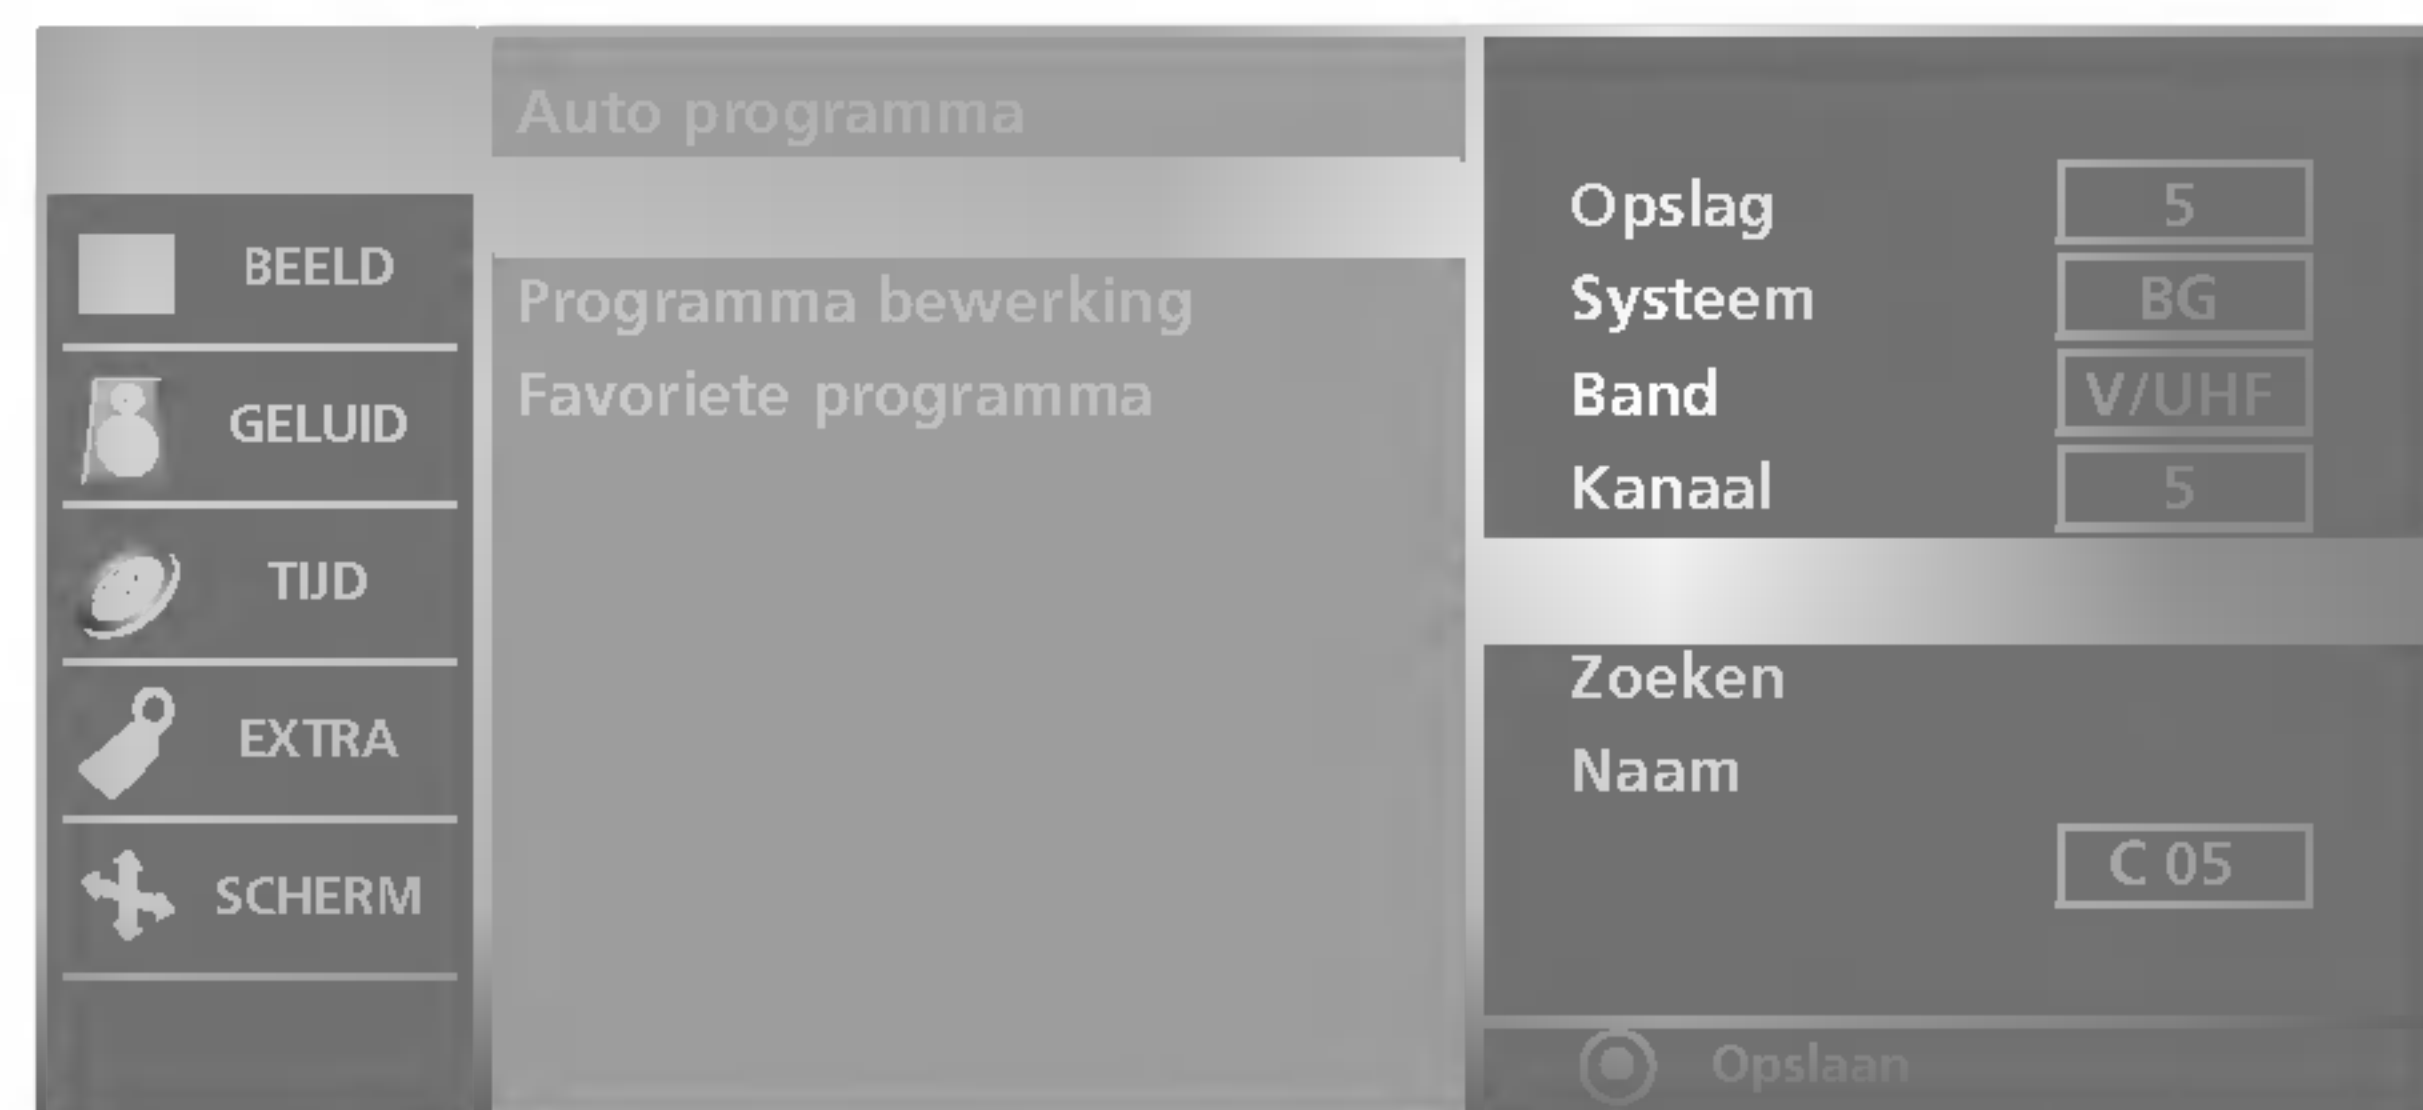 BEELD
GELUID
TIJD
EXTRA
SCHERM
Auto programma
Programma bewerking
Favoriete programma
Opslag 5
Systeem BG
Band V/UHF
Kanaal 5
Zoeken
Naam
C 05
Opslaan